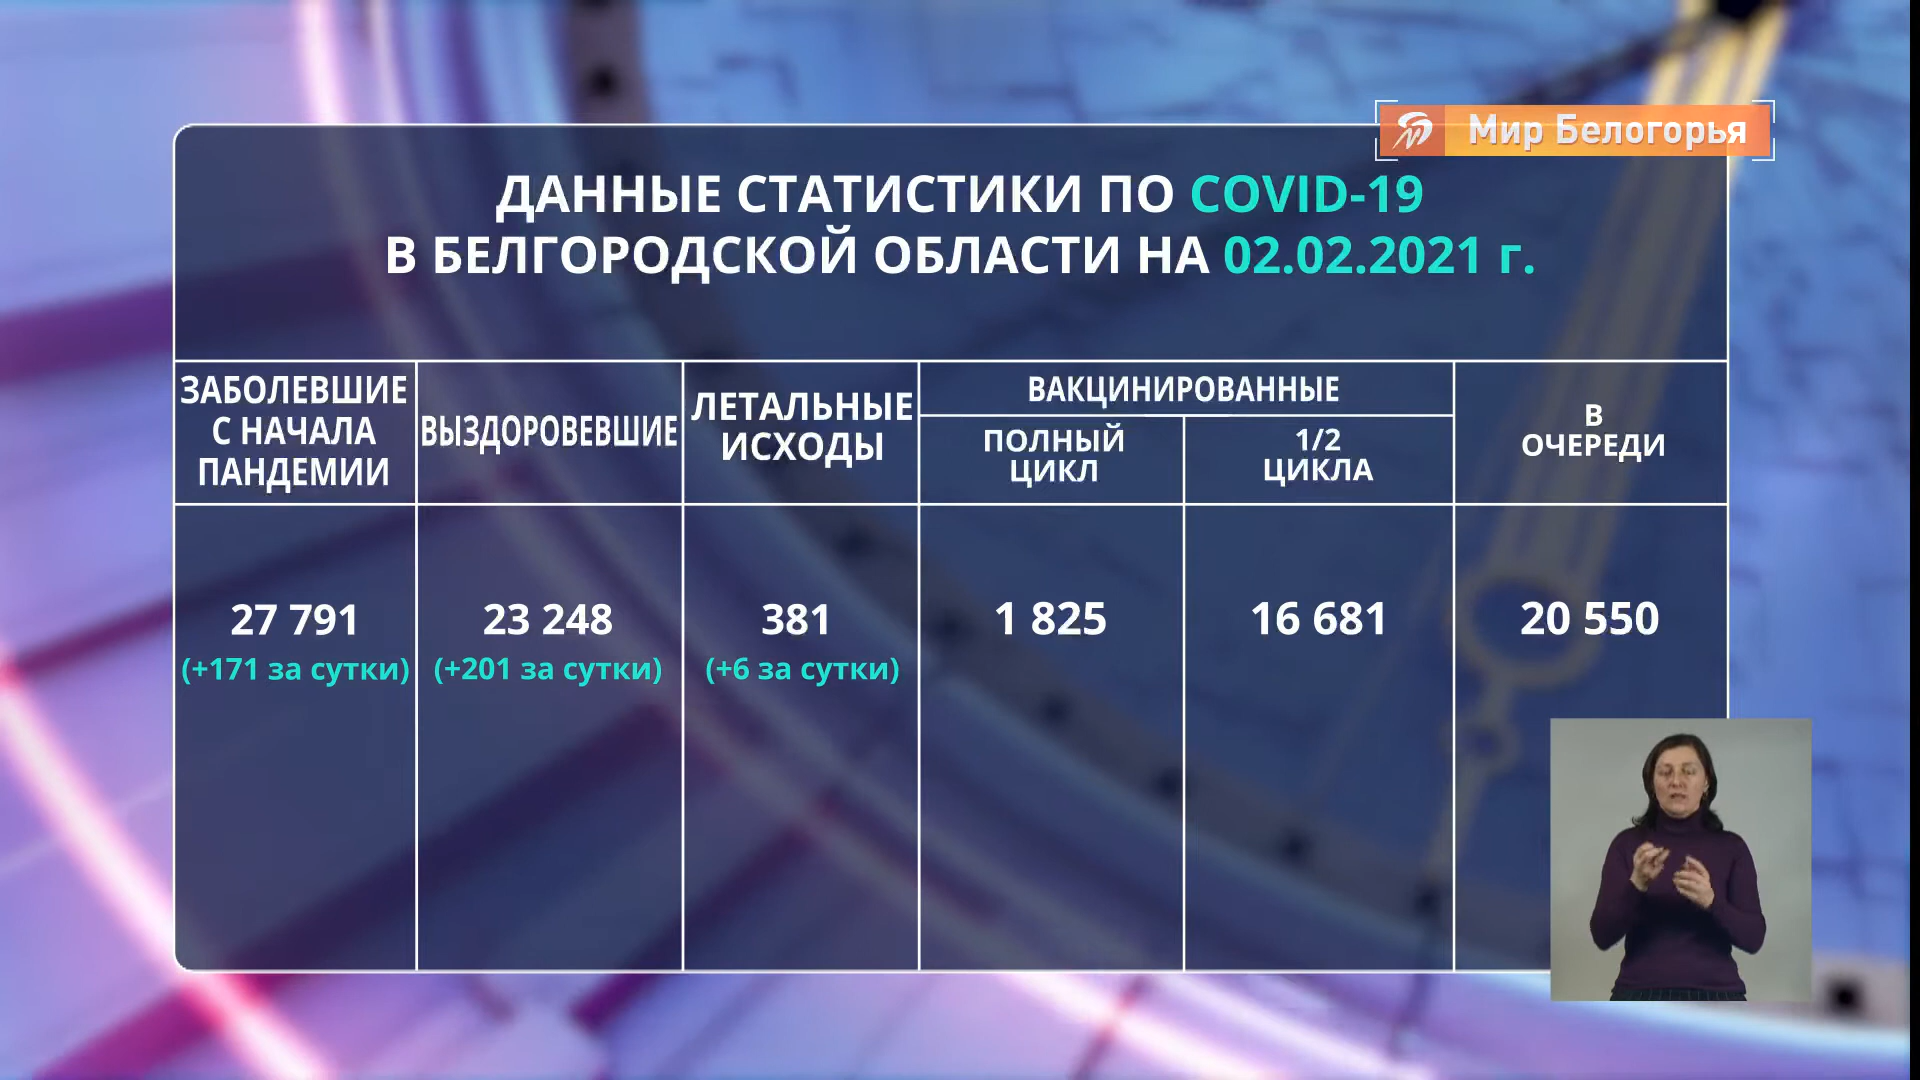 Мир Белогорья
ДАННЫЕ СТАТИСТИКИ ПО COVID-19
В БЕЛГОРОДСКОЙ ОБЛАСТИ НА 02.02.2021 г.
ЗАБОЛЕВШИЕ
С НАЧАЛА
ПАНДЕМИИ
ВЫЗДОРОВЕВШИЕ
ЛЕТАЛЬНЫЕ
ИСХОДЫ
ВАКЦИНИРОВАННЫЕ
ПОЛНЫЙ
ЦИКЛ
1/2
ЦИКЛА
В
ОЧЕРЕДИ
27 791
(+171 за сутки)
23 248
(+201 за сутки)
381
(+6 за сутки)
1 825
16 681
20 550